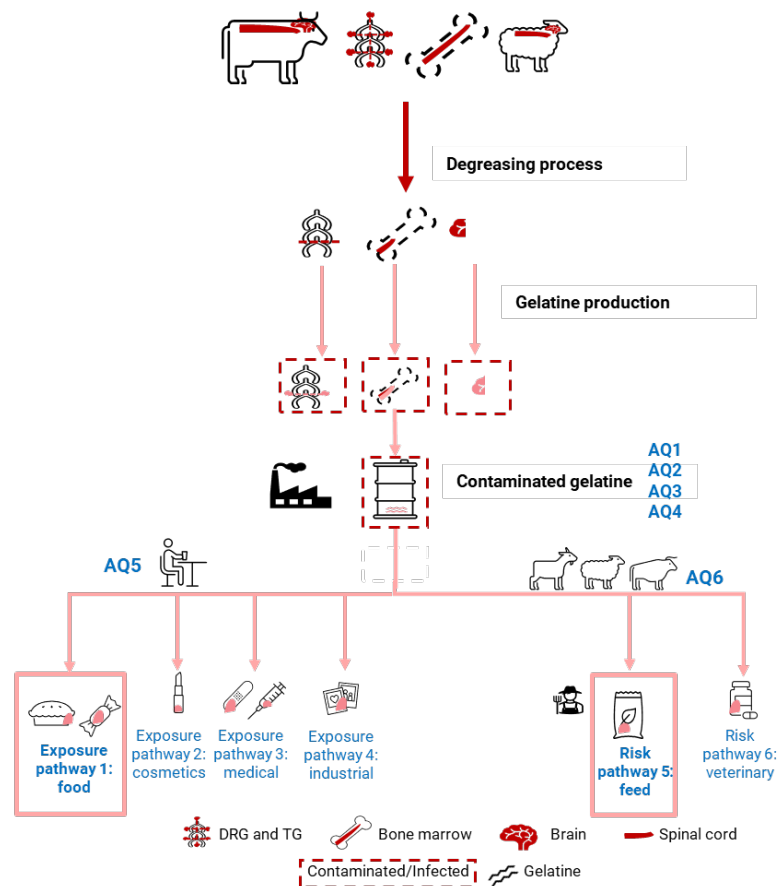 Degreasing process
Gelatine production
AQ1
AQ2
AQ3
AQ4
Contaminated gelatine
AQ5
AQ6
Exposure
pathway 1:
food
Exposure
pathway 2:
cosmetics
Exposure
pathway 3:
medical
Exposure
pathway 4:
industrial
Risk
pathway 5:
feed
Risk
pathway 6:
veterinary
DRG and TG
Bone marrow
Brain
Spinal cord
Contaminated/Infected
Gelatine